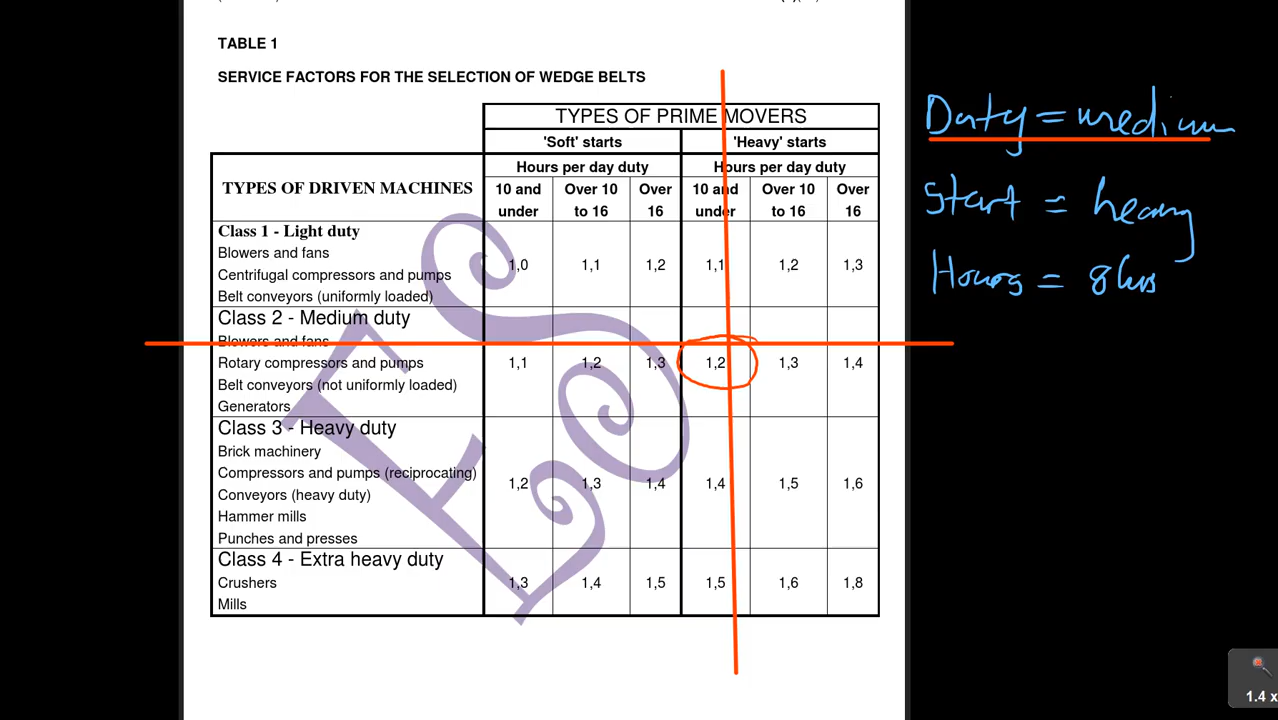 TABLE 1
SERVICE FACTORS FOR THE SELECTION OF WEDGE BELTS
TYPES OF PRIME MOVERS
'Soft' starts 'Heavy' starts
Hours per day duty Hours per day duty
TYPES OF DRIVEN MACHINES 10 and under Over 10 to 16 Over 16 10 and under Over 10 to 16 Over 16
Class 1 - Light duty
Blowers and fans
Centrifugal compressors and pumps 1,0 1,1 1,2 1,1 1,2 1,3
Belt conveyors (uniformly loaded)
Class 2 - Medium duty
Blowers and fans
Rotary compressors and pumps 1,1 1,2 1,3 1,2 1,3 1,4
Belt conveyors (not uniformly loaded)
Generators
Class 3 - Heavy duty
Brick machinery
Compressors and pumps (reciprocating)
Conveyors (heavy duty) 1,2 1,3 1,4 1,4 1,5 1,6
Hammer mills
Punches and presses
Class 4 - Extra heavy duty
Crushers 1,3 1,4 1,5 1,5 1,6 1,8
Mills
Duty = medium
Start = heavy
Hours = 8hrs
1.4 x